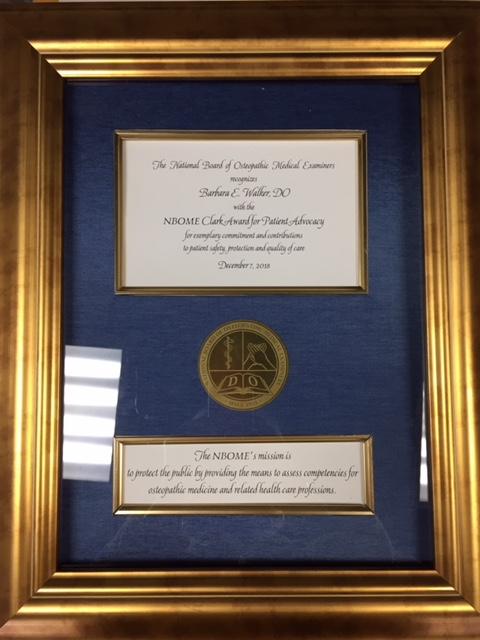 The National Board of Osteopathic Medical Examiners
recognizes
Barbara E. Walker, DO
with the
NBOME Clark Award for Patient Advocacy
for exemplary commitment and contributions
to patient safety, protection and quality of care
December 7, 2018
D O
The NBOME's mission is
to protect the public by providing the means to assess competencies for
osteopathic medicine and related health care professions.